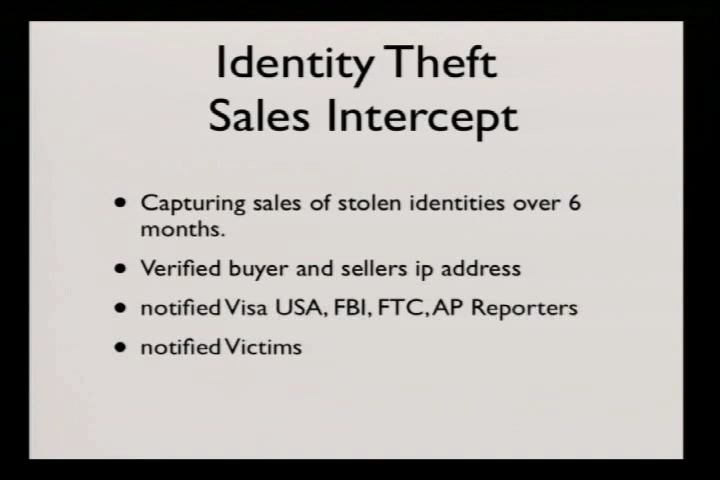 Identity Theft
Sales Intercept
• Capturing sales of stolen identities over 6
months.
• Verified buyer and sellers ip address
• notified Visa USA, FBI, FTC, AP Reporters
• notified Victims